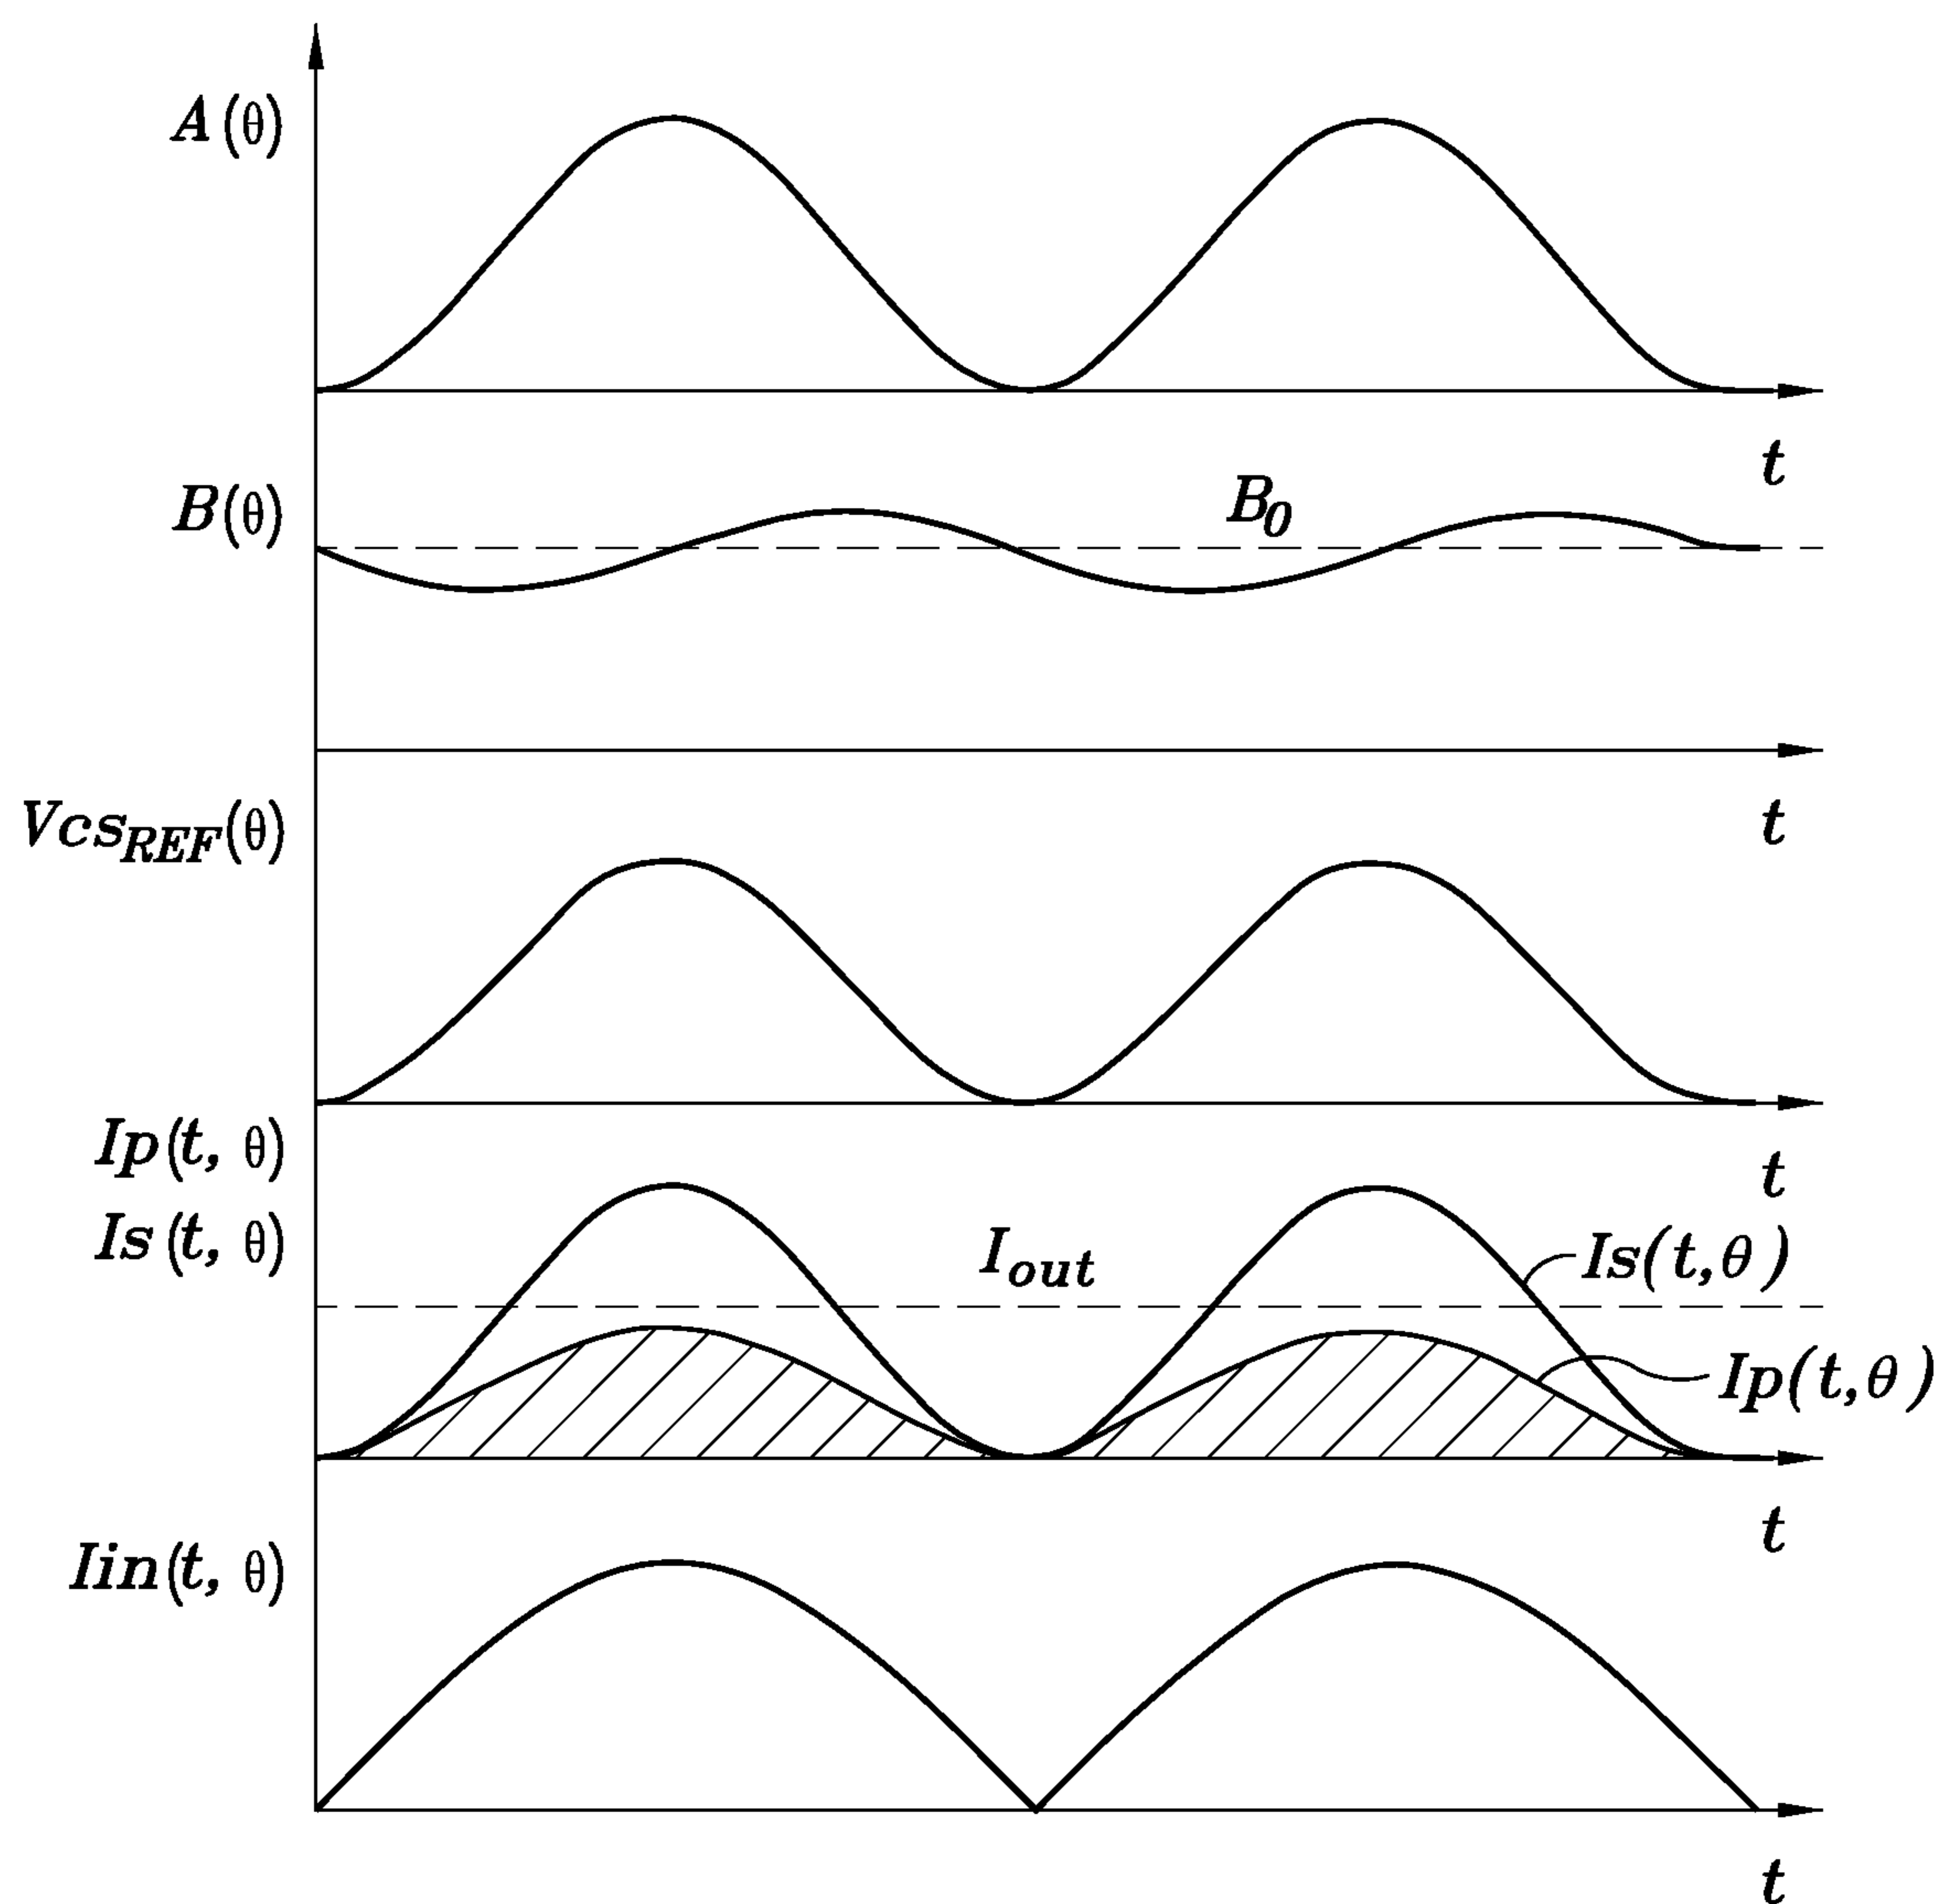 A(θ)
t
B(θ)
B0
t
VcsREF(θ)
t
Ip(t, θ)
Is(t, θ)
Iout
Is(t,θ)
Ip(t,θ)
t
Iin(t, θ)
t